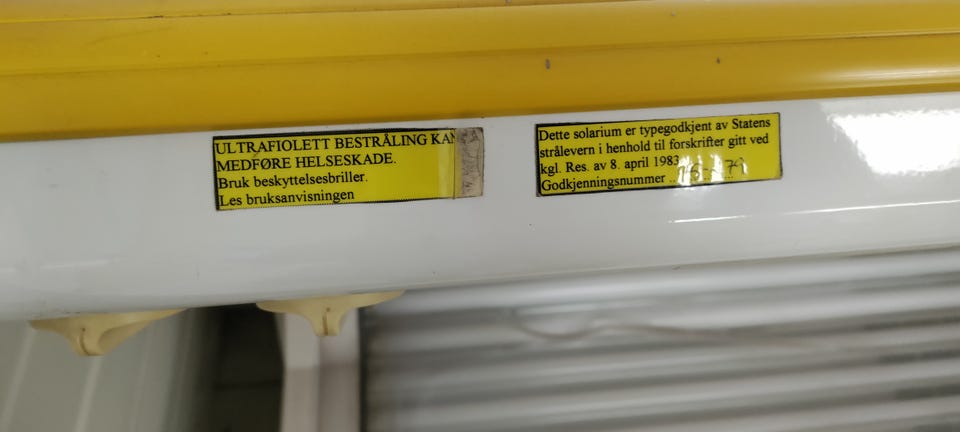 ULTRAFIOLETT BESTRÅLING KAN
MEDFØRE HELSESKADE.
Bruk beskyttelsesbriller.
Les bruksanvisningen
Dette solarium er typegodkjent av Statens
strålevern i henhold til forskrifter gitt ved
kgl. Res. av 8. april 1983
Godkjenningsnummer